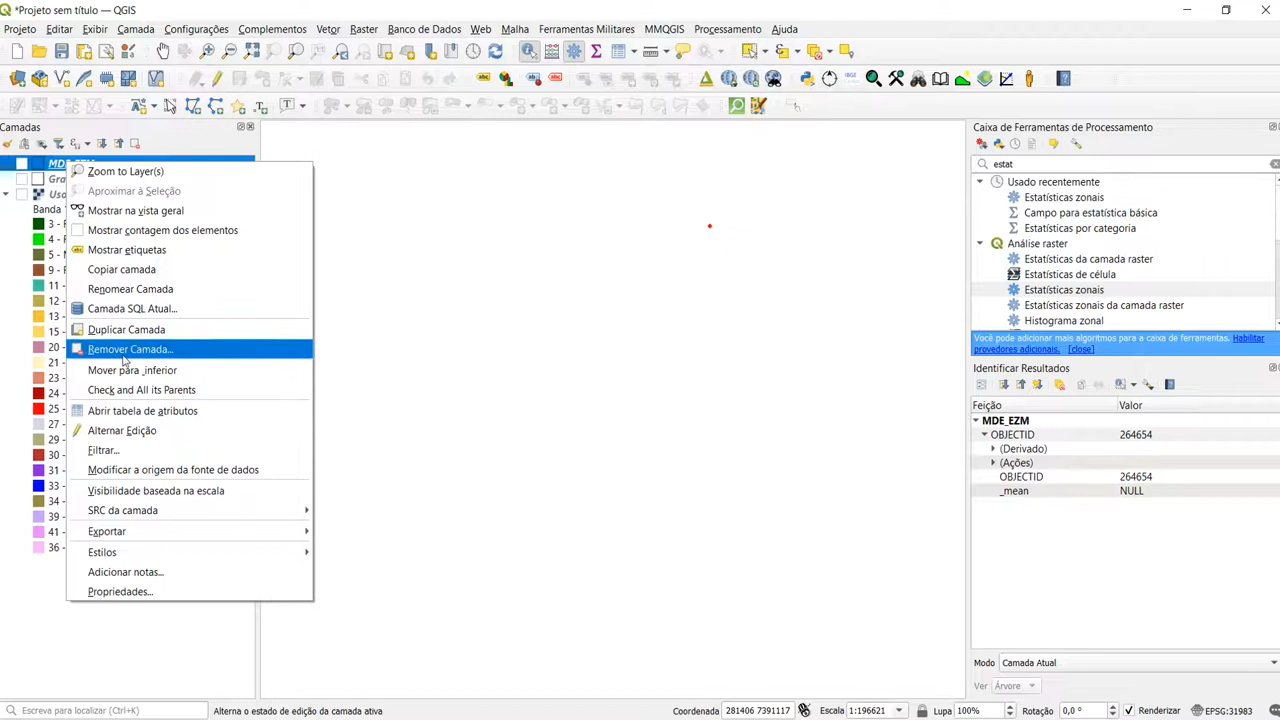 *Projeto sem título — QGIS
Projeto Editar Exibir Camada Configurações Complementos Vetor Raster Banco de Dados Web Malha Ferramentas Militares MMQGIS Processamento Ajuda
Camadas
MDE_EZM
Gra
Uso
Banda
3 - F
4 - F
5 - M
9 - F
11 -
12 -
13 -
15 -
20 -
21 -
23 -
24 -
25 -
27 -
29 -
30 -
31 -
33 -
34 -
39 -
41 -
36 -
Zoom to Layer(s)
Aproximar à Seleção
Mostrar na vista geral
Mostrar contagem dos elementos
Mostrar etiquetas
Copiar camada
Renomear Camada
Camada SQL Atual...
Duplicar Camada
Remover Camada...
Mover para _inferior
Check and All its Parents
Abrir tabela de atributos
Alternar Edição
Filtrar...
Modificar a origem da fonte de dados
Visibilidade baseada na escala
SRC da camada
Exportar
Estilos
Adicionar notas...
Propriedades...
Caixa de Ferramentas de Processamento
estat
Usado recentemente
Estatísticas zonais
Campo para estatística básica
Estatísticas por categoria
Análise raster
Estatísticas da camada raster
Estatísticas de célula
Estatísticas zonais
Estatísticas zonais da camada raster
Histograma zonal
Você pode adicionar mais algoritmos para a caixa de ferramentas. Habilitar
provedores adicionais. [close]
Identificar Resultados
Feição Valor
MDE_EZM
OBJECTID 264654
(Derivado)
(Ações)
OBJECTID 264654
_mean NULL
Modo Camada Atual
Ver Árvore
Escreva para localizar (Ctrl+K) Alterna o estado de edição da camada ativa Coordenada 281406 7391117 Escala 1:196621 Lupa 100% Rotação 0,0 ° Renderizar EPSG:31983